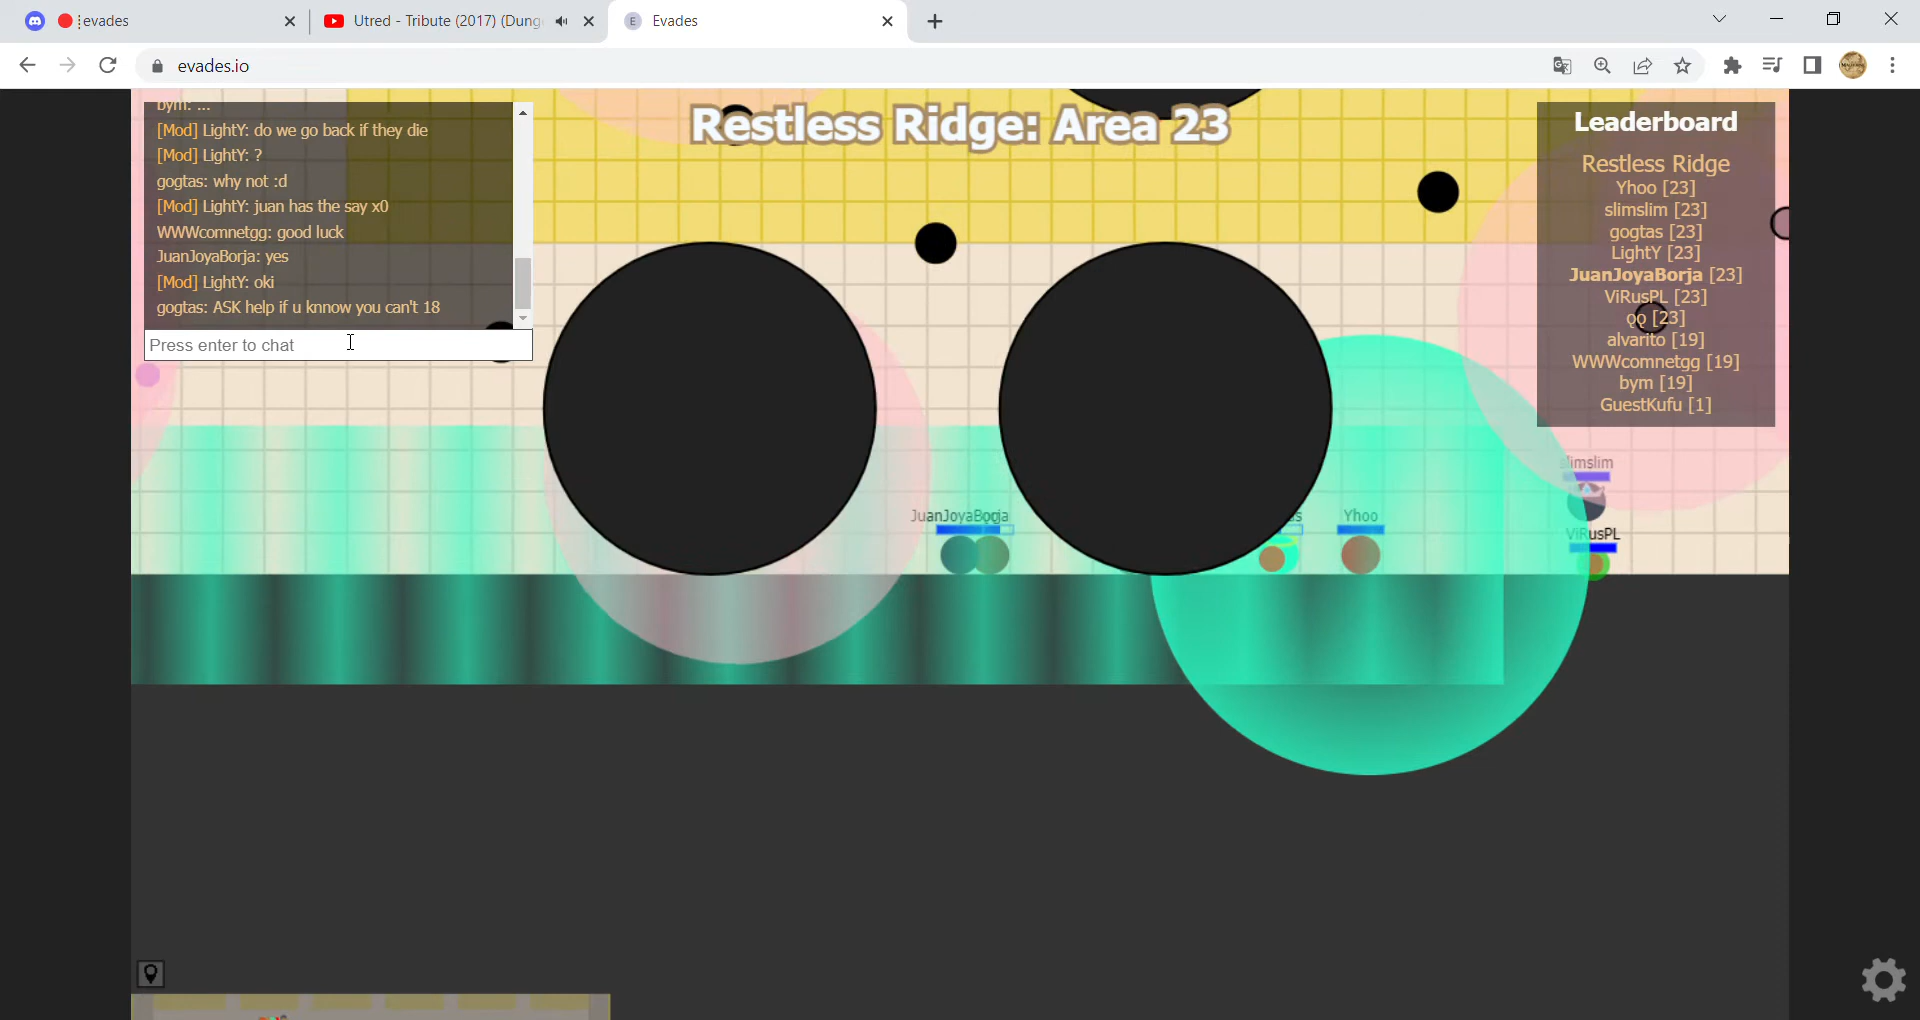 evades
Utred - Tribute (2017) (Dung
E Evades
evades.io
bym: ...
[Mod] LightY: do we go back if they die
[Mod] LightY: ?
gogtas: why not :d
[Mod] LightY: juan has the say x0
WWWcomnetgg: good luck
JuanJoyaBorja: yes
[Mod] LightY: oki
gogtas: ASK help if u knnow you can't 18
Press enter to chat
Restless Ridge: Area 23
Leaderboard
Restless Ridge
Yhoo [23]
slimslim [23]
gogtas [23]
LightY [23]
JuanJoyaBorja [23]
ViRusPL [23]
qq [23]
alvarito [19]
WWWcomnetgg [19]
bym [19]
GuestKufu [1]
slimslim
JuanJoyaBorja
as
Yhoo
ViRusPL